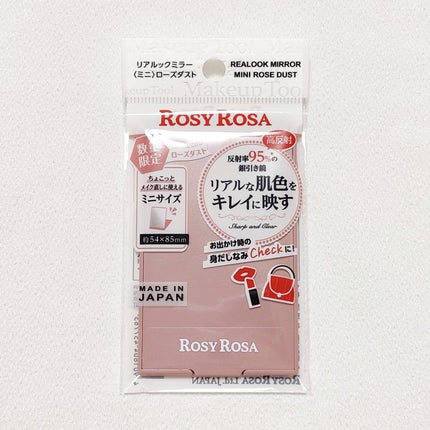 リアルックミラー
〈ミニ〉ローズダスト
REALOOK MIRROR
MINI ROSE DUST
Makeup Tool
Makeup Too
ROSY ROSA
数量
限定
ローズダスト
高反射
反射率95%の
銀引き鏡
リアルな肌色を
キレイに映す
Sharp and Clear
ちょこっと
メイク直しに使える
ミニサイズ
約54×85mm
お出かけ時の
身だしなみCheckに!
MADE IN
JAPAN
ROSY ROSA
ROSY ROSA Ltd. JAPAN